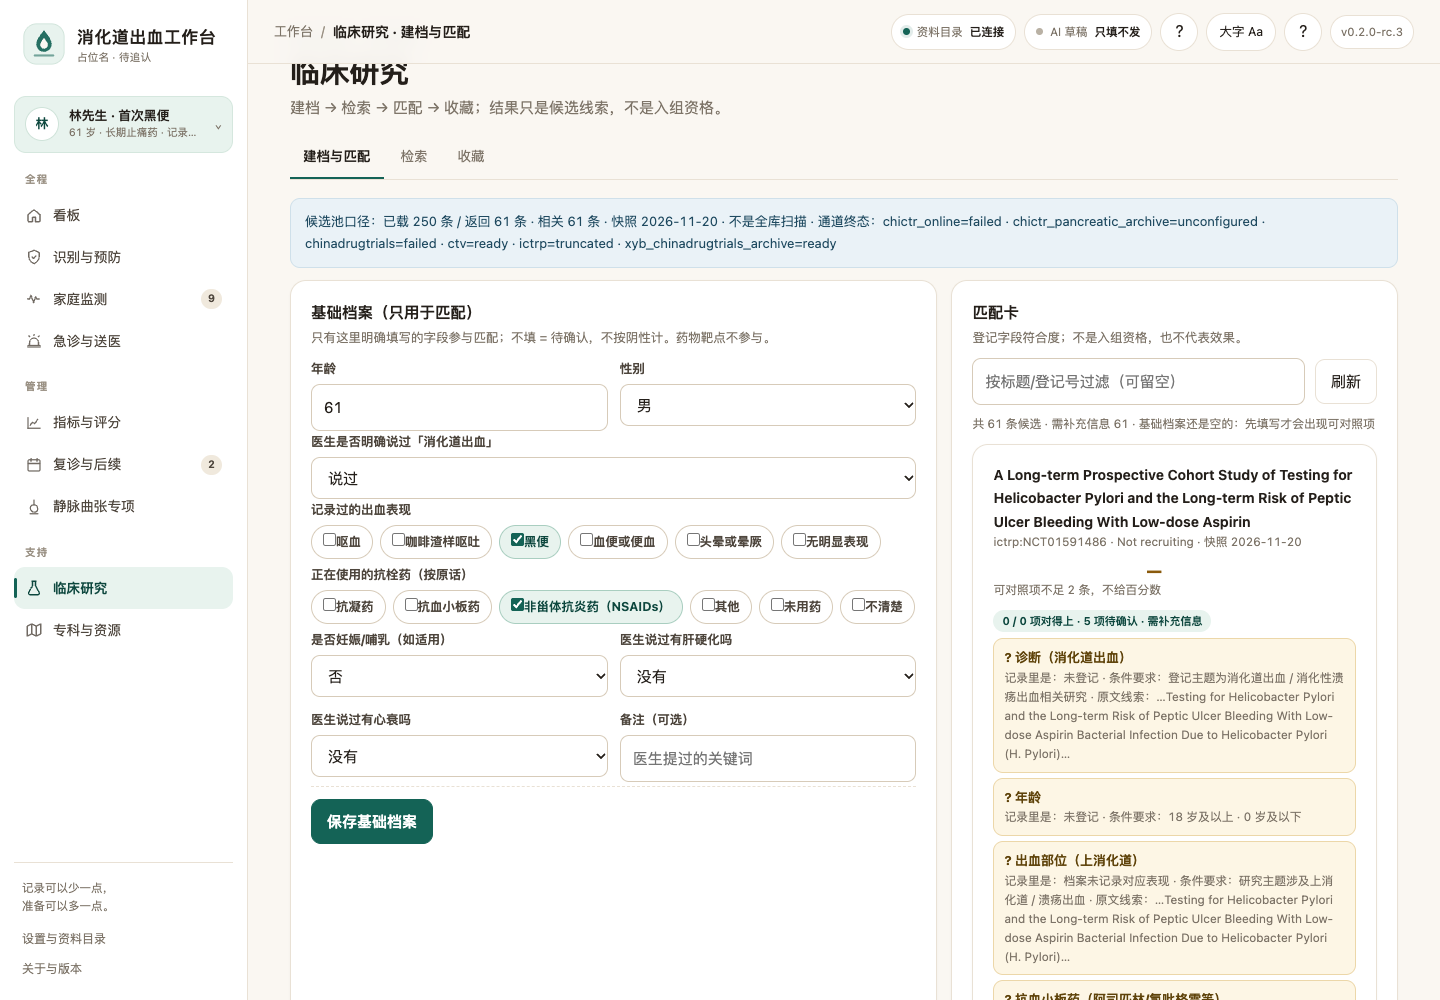 消化道出血工作台
占位名 · 待追认
林
林先生 · 首次黑便
61 岁 · 长期止痛药 · 记录...
全程
看板
识别与预防
家庭监测
9
急诊与送医
管理
指标与评分
复诊与后续
2
静脉曲张专项
支持
临床研究
专科与资源
记录可以少一点，
准备可以多一点。
设置与资料目录
关于与版本
工作台 / 临床研究 · 建档与匹配
资料目录 已连接
AI 草稿 只填不发
?
大字 Aa
?
v0.2.0-rc.3
临床研究
建档 → 检索 → 匹配 → 收藏；结果只是候选线索，不是入组资格。
建档与匹配
检索
收藏
候选池口径：已载 250 条 / 返回 61 条 · 相关 61 条 · 快照 2026-11-20 · 不是全库扫描 · 通道终态：chictr_online=failed · chictr_pancreatic_archive=unconfigured ·
chinadrugtrials=failed · ctv=ready · ictrp=truncated · xyb_chinadrugtrials_archive=ready
基础档案（只用于匹配）
只有这里明确填写的字段参与匹配；不填 = 待确认，不按阴性计。药物靶点不参与。
年龄
性别
61
男
医生是否明确说过「消化道出血」
说过
记录过的出血表现
呕血
咖啡渣样呕吐
黑便
血便或便血
头晕或晕厥
无明显表现
正在使用的抗栓药（按原话）
抗凝药
抗血小板药
非甾体抗炎药（NSAIDs）
其他
未用药
不清楚
是否妊娠/哺乳（如适用）
医生说过有肝硬化吗
否
没有
医生说过有心衰吗
备注（可选）
没有
医生提过的关键词
保存基础档案
匹配卡
登记字段符合度；不是入组资格，也不代表效果。
按标题/登记号过滤（可留空）
刷新
共 61 条候选 · 需补充信息 61 · 基础档案还是空的：先填写才会出现可对照项
A Long-term Prospective Cohort Study of Testing for
Helicobacter Pylori and the Long-term Risk of Peptic
Ulcer Bleeding With Low-dose Aspirin
ictrp:NCT01591486 · Not recruiting · 快照 2026-11-20
—
可对照项不足 2 条，不给百分数
0 / 0 项对得上 · 5 项待确认 · 需补充信息
? 诊断（消化道出血）
记录里是：未登记 · 条件要求：登记主题为消化道出血 / 消化性溃
疡出血相关研究 · 原文线索：...Testing for Helicobacter Pylori
and the Long-term Risk of Peptic Ulcer Bleeding With Low-
dose Aspirin Bacterial Infection Due to Helicobacter Pylori
(H. Pylori)...
? 年龄
记录里是：未登记 · 条件要求：18 岁及以上 · 0 岁及以下
? 出血部位（上消化道）
记录里是：档案未记录对应表现 · 条件要求：研究主题涉及上消
化道 / 溃疡出血 · 原文线索：...Testing for Helicobacter Pylori
and the Long-term Risk of Peptic Ulcer Bleeding With Low-
dose Aspirin Bacterial Infection Due to Helicobacter Pylori
(H. Pylori)...
? 抗血小板药（阿司匹林/氯吡格雷等）